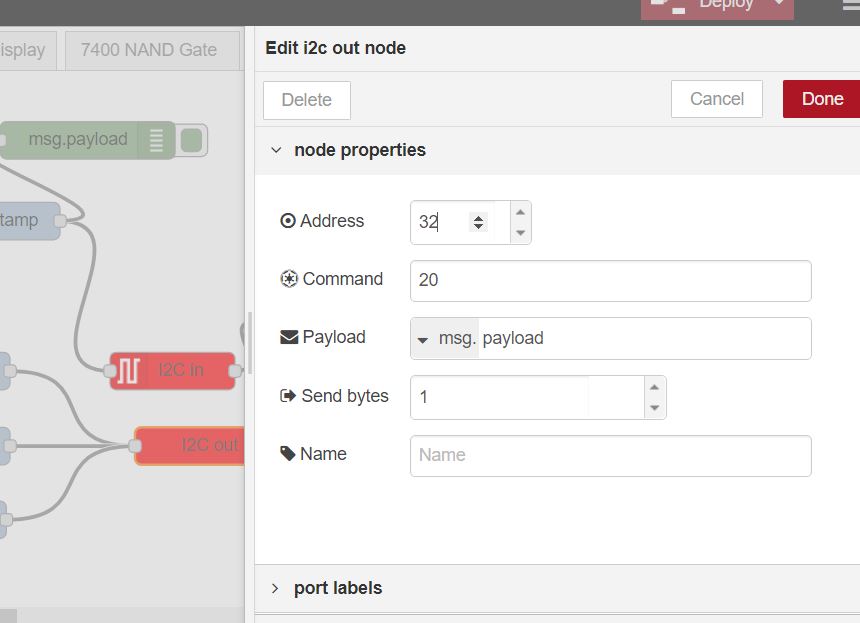 Deploy
Edit i2c out node
isplay
7400 NAND Gate
Delete
Cancel
Done
msg.payload
node properties
tamp
Address
32
Command
20
Payload
msg. payload
I2C in
Send bytes
1
I2C out
Name
Name
port labels